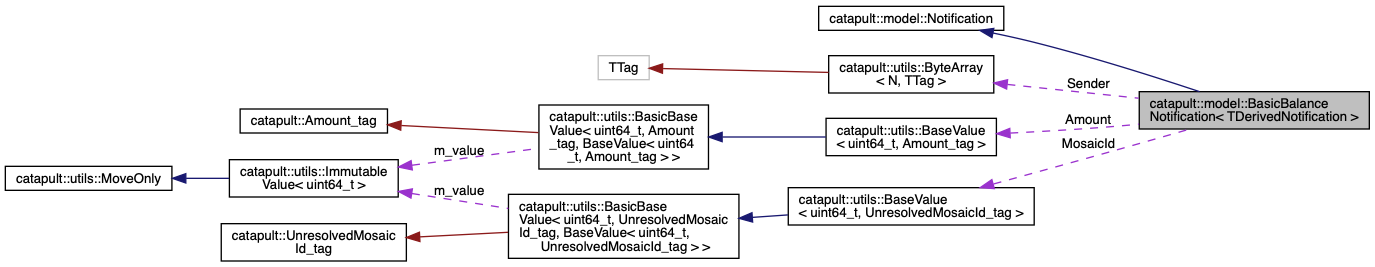 catapult::model::Notification
TTag
catapult::utils::ByteArray
< N, TTag >
Sender
catapult::model::BasicBalance
Notification< TDerivedNotification >
catapult::Amount_tag
catapult::utils::BasicBase
Value< uint64_t, Amount
_tag, BaseValue< uint64
_t, Amount_tag > >
catapult::utils::BaseValue
< uint64_t, Amount_tag >
Amount
MosaicId
m_value
catapult::utils::MoveOnly
catapult::utils::Immutable
Value< uint64_t >
m_value
catapult::utils::BasicBase
Value< uint64_t, UnresolvedMosaic
Id_tag, BaseValue< uint64_t,
UnresolvedMosaicId_tag > >
catapult::utils::BaseValue
< uint64_t, UnresolvedMosaicId_tag >
catapult::UnresolvedMosaic
Id_tag